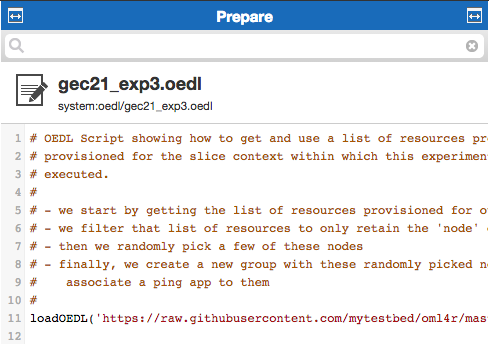 Prepare
gec21_exp3.oedl
system:oedl/gec21_exp3.oedl
1 # OEDL Script showing how to get and use a list of resources
2 # provisioned for the slice context within which this
3 # executed.
4 #
5 # - we start by getting the list of resources provisioned for
6 # - we filter that list of resources to only retain the 'node'
7 # - then we randomly pick a few of these nodes
8 # - finally, we create a new group with these randomly picked
9 #    associate a ping app to them
10 #
11 loadOEDL('https://raw.githubusercontent.com/mytestbed/oml4r/mas
12